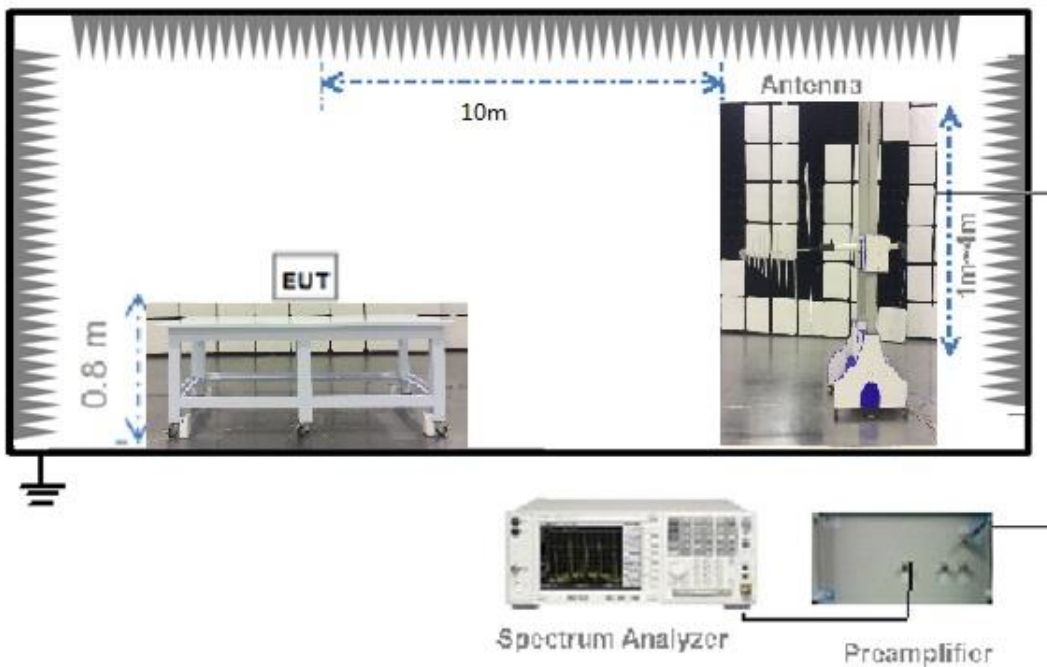 Antenna
10m
EUT
1m~4m
0.8 m
Spectrum Analyzer
Preamplifier